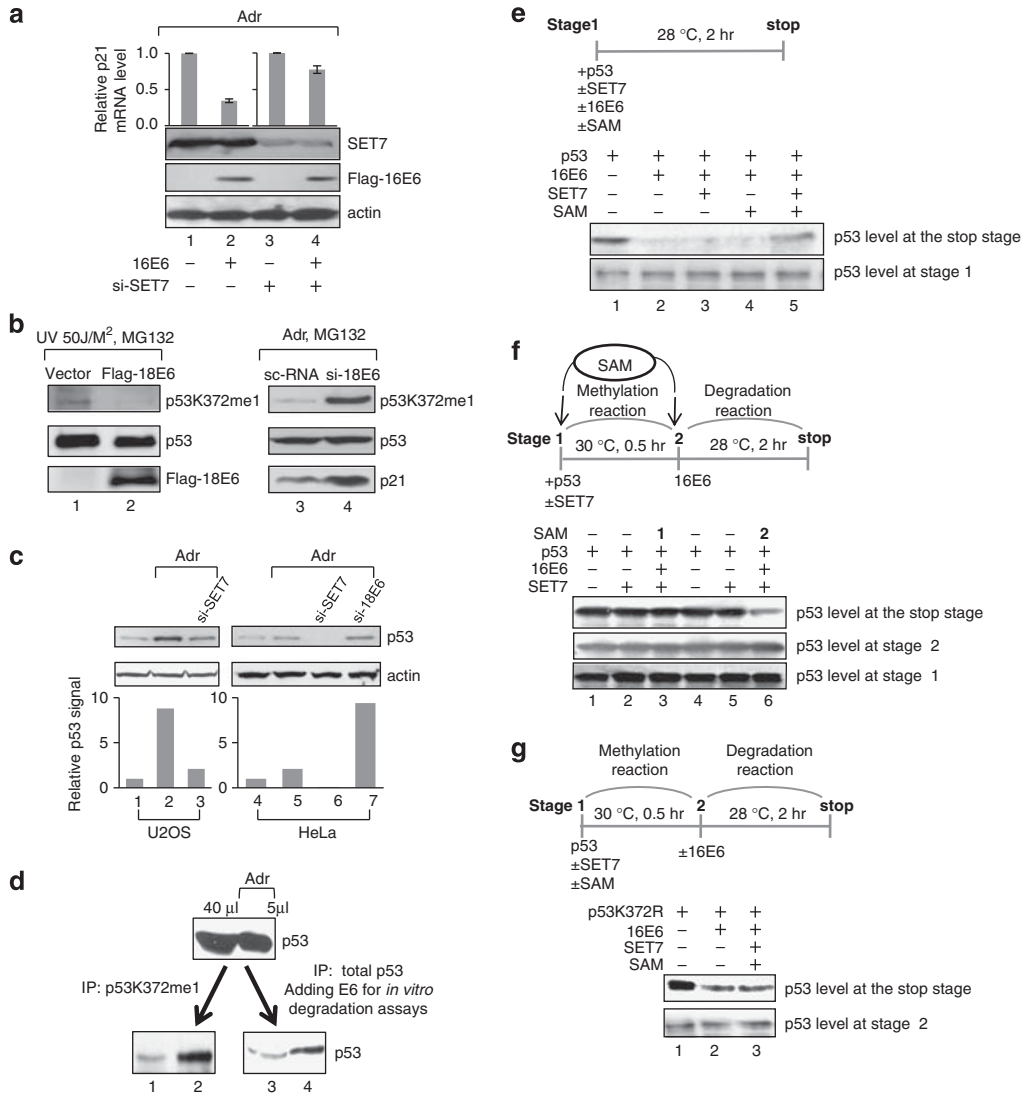 a
Adr
Relative p21
mRNA level
1.0
0.5
0.0
SET7
Flag-16E6
actin
1 2 3 4
16E6 – + – +
si-SET7 – – + +
b
UV 50J/M², MG132
Vector Flag-18E6
p53K372me1
p53
Flag-18E6
1 2
Adr, MG132
sc-RNA si-18E6
p53K372me1
p53
p21
3 4
c
Adr
si-SET7
Adr
si-SET7
si-18E6
p53
actin
Relative p53 signal
10
5
0
10
5
0
1 2 3
U2OS
4 5 6 7
HeLa
d
Adr
40 µl 5µl
p53
IP: p53K372me1
IP: total p53
Adding E6 for in vitro
degradation assays
p53
1 2 3 4
e
Stage1 stop
28 °C, 2 hr
+p53
±SET7
±16E6
±SAM
p53 + + + + +
16E6 – + + + +
SET7 – – + – +
SAM – – – + +
p53 level at the stop stage
p53 level at stage 1
1 2 3 4 5
f
SAM
Methylation
reaction
Degradation
reaction
Stage 1 2 stop
30 °C, 0.5 hr 28 °C, 2 hr
+p53
±SET7
16E6
SAM – – 1 – – 2
p53 + + + + + +
16E6 – – + – – +
SET7 – + + – + +
p53 level at the stop stage
p53 level at stage 2
p53 level at stage 1
1 2 3 4 5 6
g
Methylation
reaction
Degradation
reaction
Stage 1 2 stop
30 °C, 0.5 hr 28 °C, 2 hr
p53
±SET7
±SAM
±16E6
p53K372R + + +
16E6 – + +
SET7 – – +
SAM – – +
p53 level at the stop stage
p53 level at stage 2
1 2 3